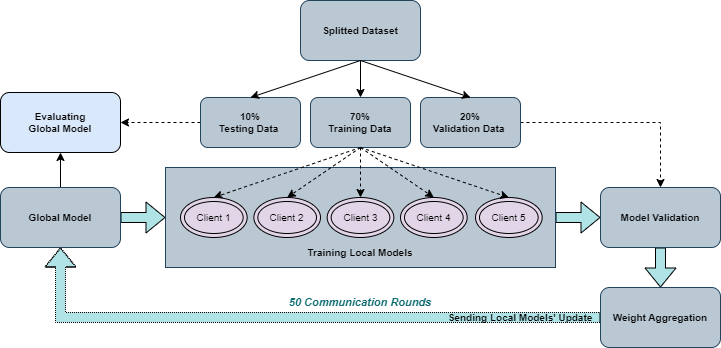 Splitted Dataset
Evaluating
Global Model
10%
Testing Data
70%
Training Data
20%
Validation Data
Global Model
Client 1
Client 2
Client 3
Client 4
Client 5
Training Local Models
Model Validation
50 Communication Rounds
Sending Local Models' Update
Weight Aggregation